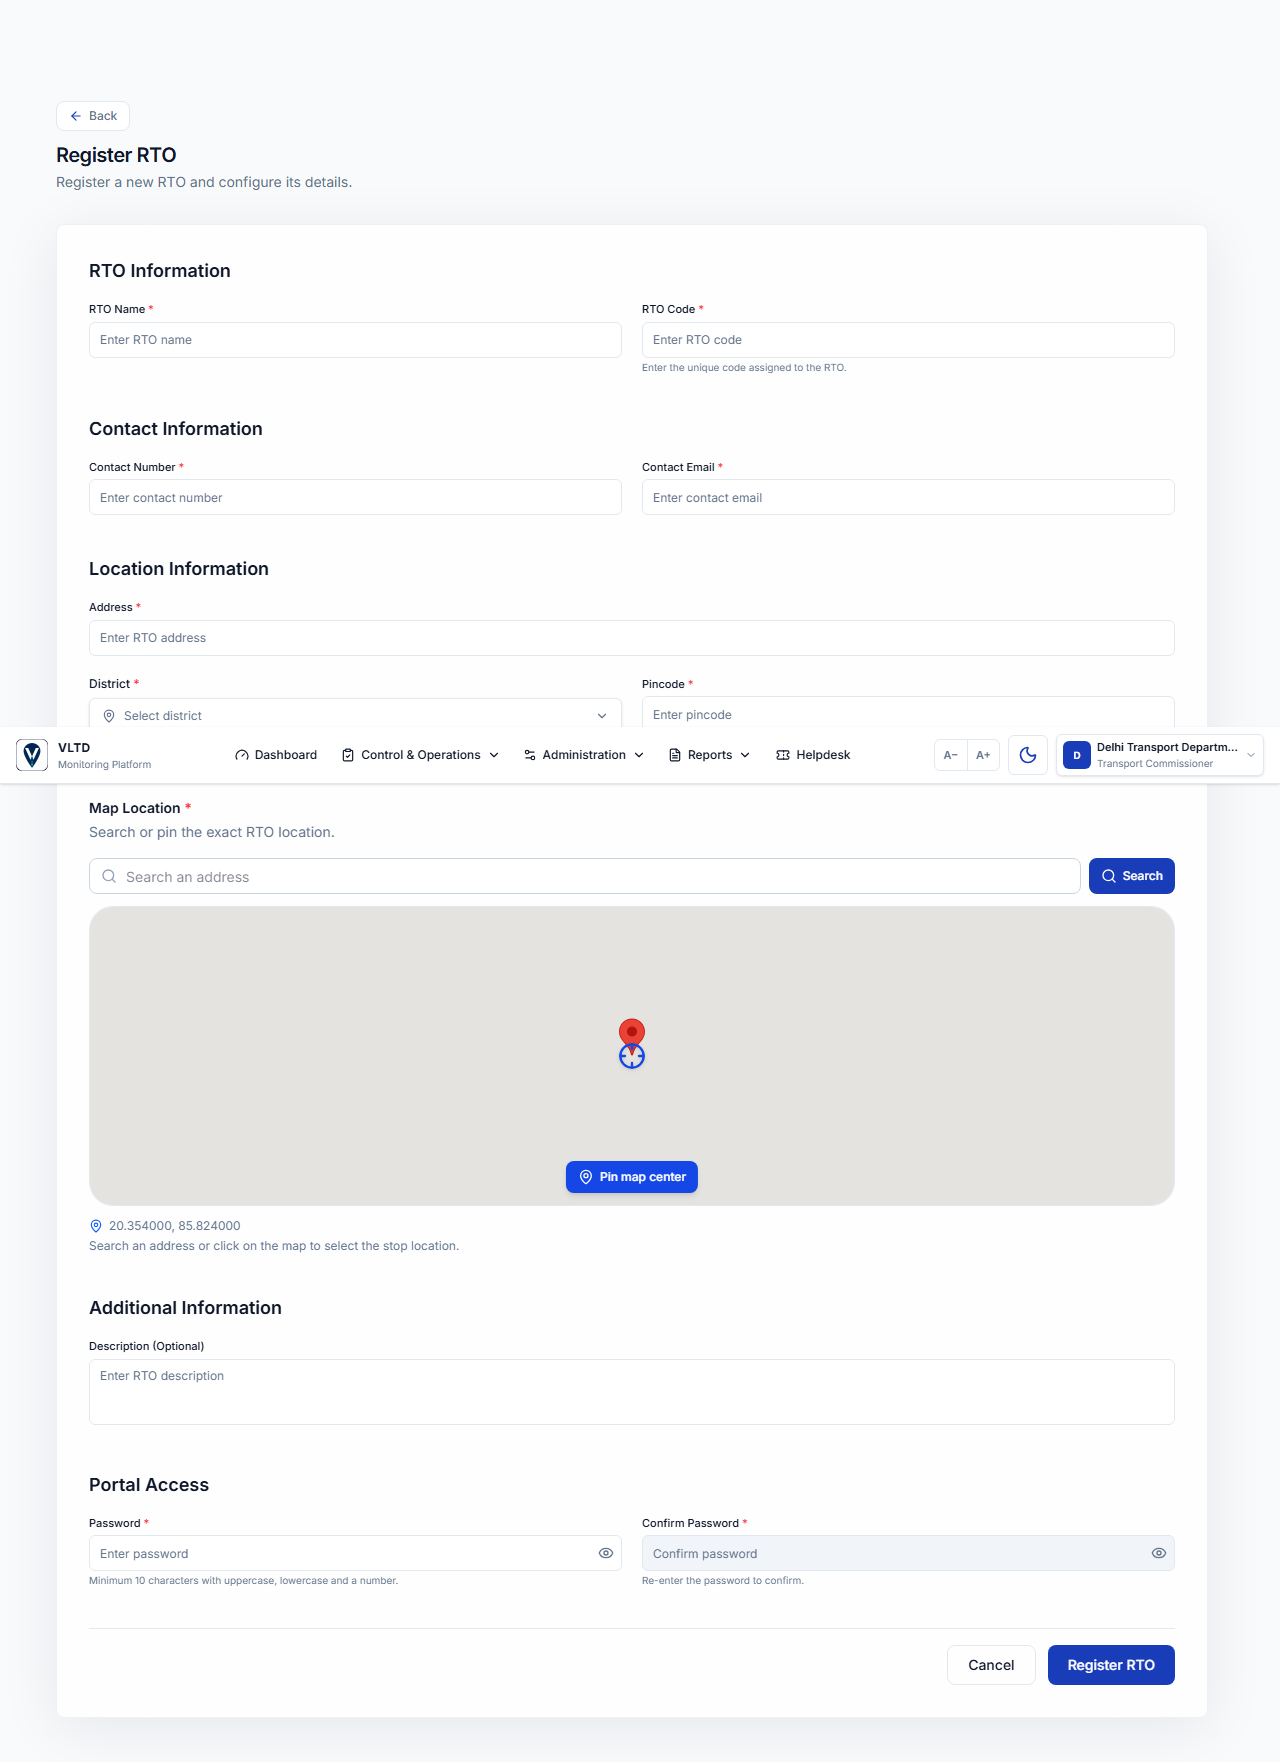 Back
Register RTO
Register a new RTO and configure its details.
RTO Information
RTO Name *
RTO Code *
Enter RTO name
Enter RTO code
Enter the unique code assigned to the RTO.
Contact Information
Contact Number *
Contact Email *
Enter contact number
Enter contact email
Location Information
Address *
Enter RTO address
District *
Pincode *
Select district
Enter pincode
VLTD
Monitoring Platform
Dashboard
Control & Operations
Administration
Reports
Helpdesk
A−
A+
D
Delhi Transport Departm...
Transport Commissioner
Map Location *
Search or pin the exact RTO location.
Search an address
Search
Pin map center
20.354000, 85.824000
Search an address or click on the map to select the stop location.
Additional Information
Description (Optional)
Enter RTO description
Portal Access
Password *
Confirm Password *
Enter password
Confirm password
Minimum 10 characters with uppercase, lowercase and a number.
Re-enter the password to confirm.
Cancel
Register RTO